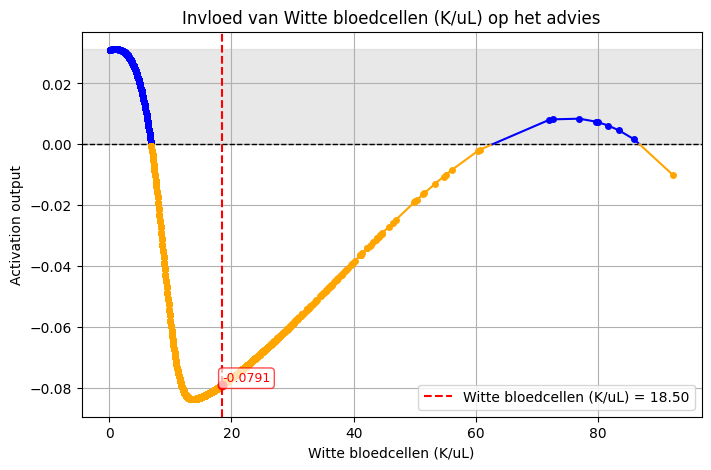 Invloed van Witte bloedcellen (K/uL) op het advies
Activation output
0.02
0.00
−0.02
−0.04
−0.06
−0.08
-0.0791
Witte bloedcellen (K/uL) = 18.50
0 20 40 60 80
Witte bloedcellen (K/uL)